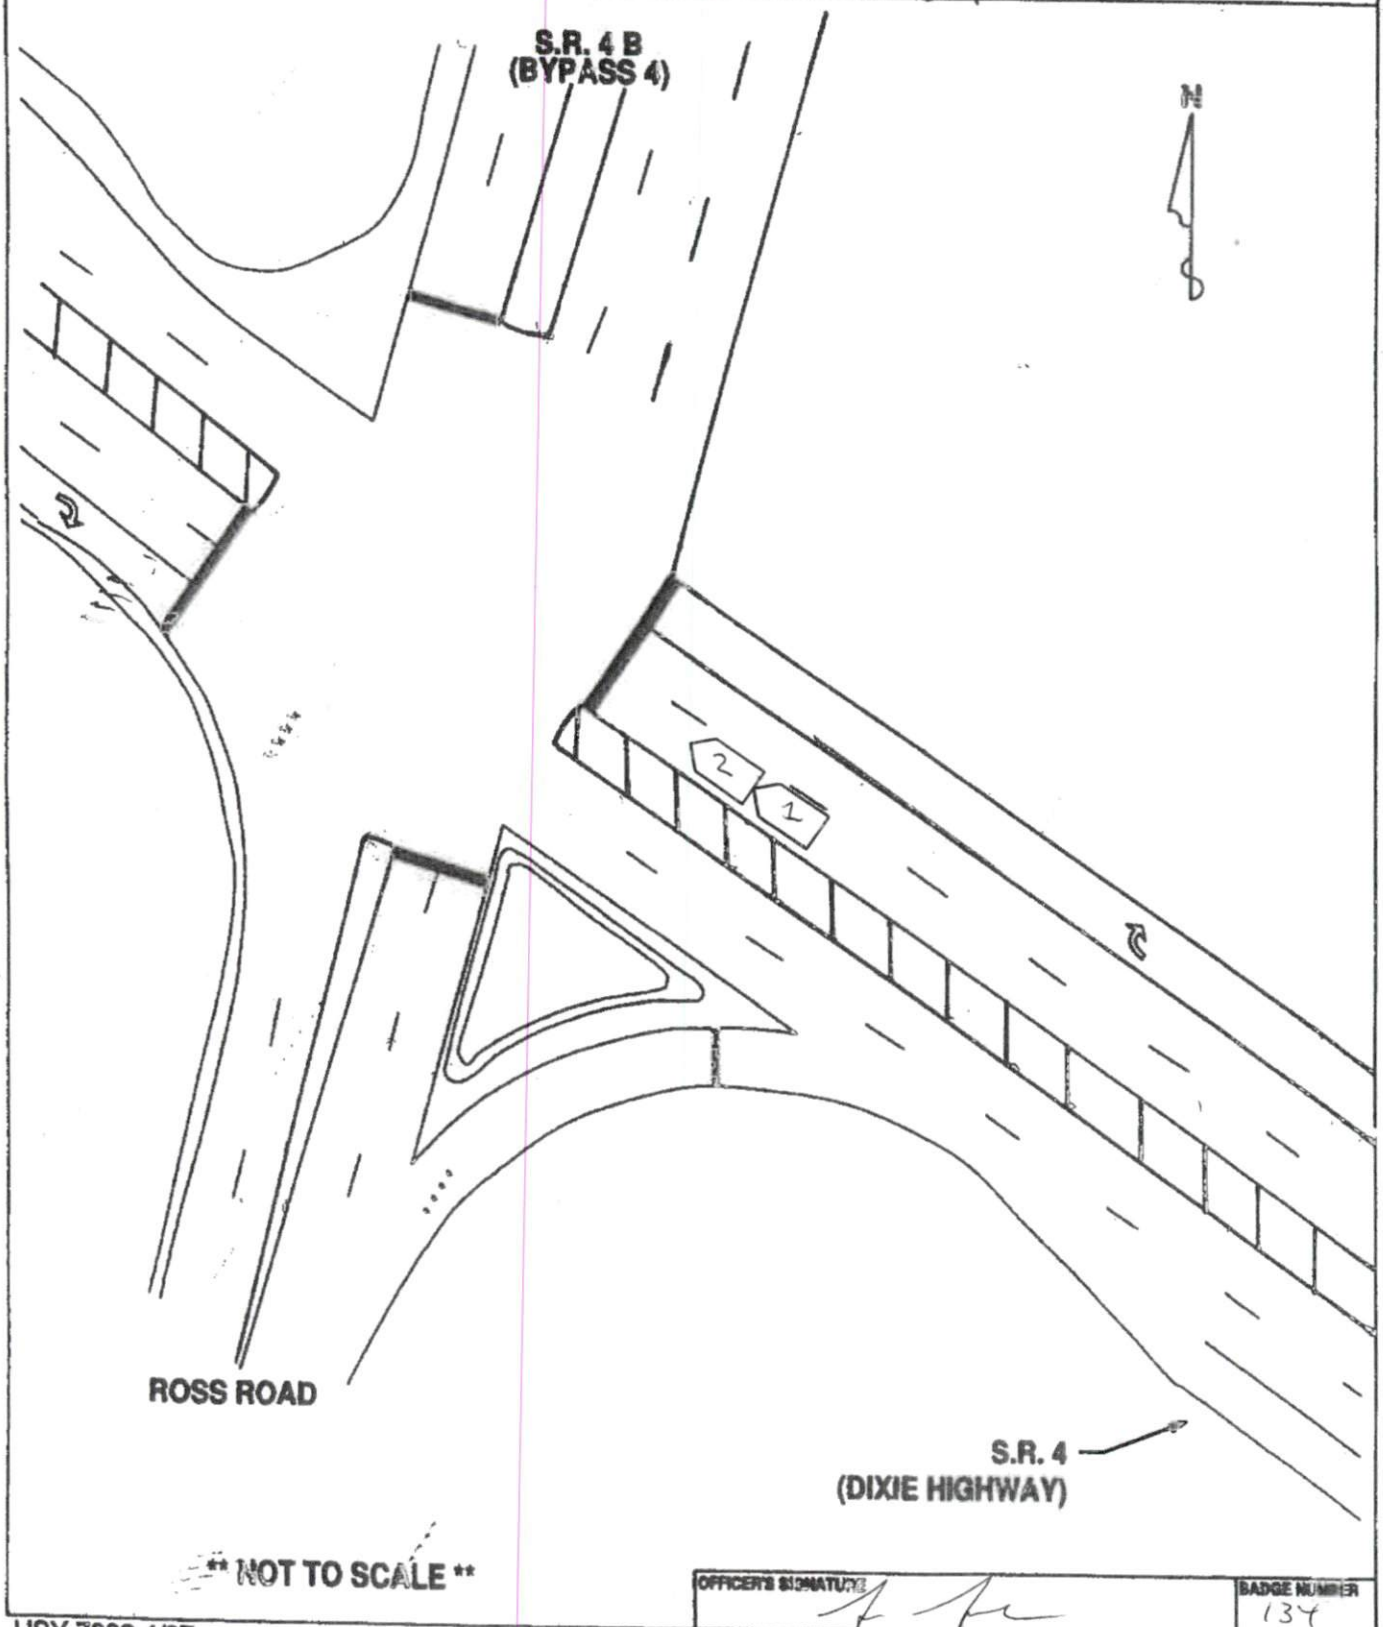 S.R. 4 B
(BYPASS 4)
N
2
1
ROSS ROAD
S.R. 4
(DIXIE HIGHWAY)
** NOT TO SCALE **
OFFICER'S SIGNATURE
BADGE NUMBER
134